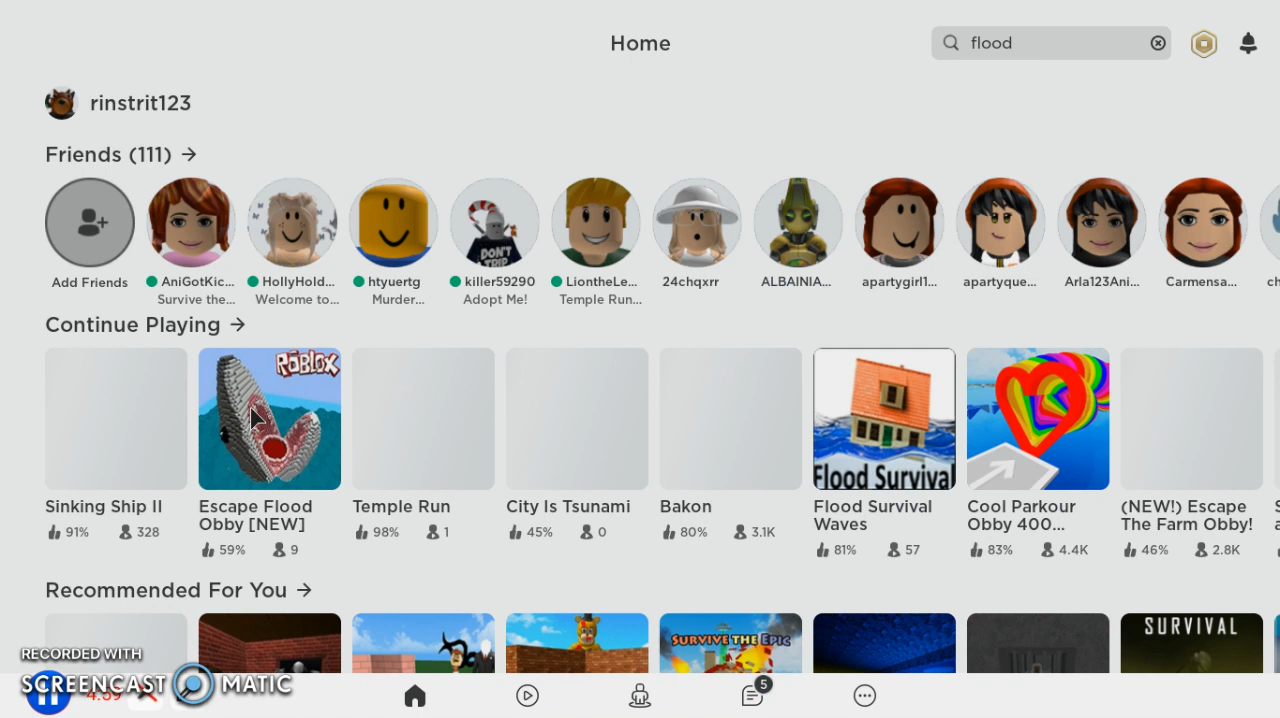 Home
flood
rinstrit123
Friends (111)
Add Friends
AniGotKic...
HollyHold...
htyuertg
killer59290
LiontheLe...
24chqxrr
ALBAINIA...
apartygirl1...
apartyque...
Arla123Ani...
Carmensa...
Survive the...
Welcome to...
Murder...
Adopt Me!
Temple Run...
DON'T
TRIP
Continue Playing
ROBLOX
Flood Survival
Sinking Ship II
91% 328
Escape Flood
Obby [NEW]
59% 9
Temple Run
98% 1
City Is Tsunami
45% 0
Bakon
80% 3.1K
Flood Survival
Waves
81% 57
Cool Parkour
Obby 400...
83% 4.4K
(NEW!) Escape
The Farm Obby!
46% 2.8K
Recommended For You
SURVIVE THE EPIC
SURVIVAL
RECORDED WITH
SCREENCAST MATIC
4:59
5